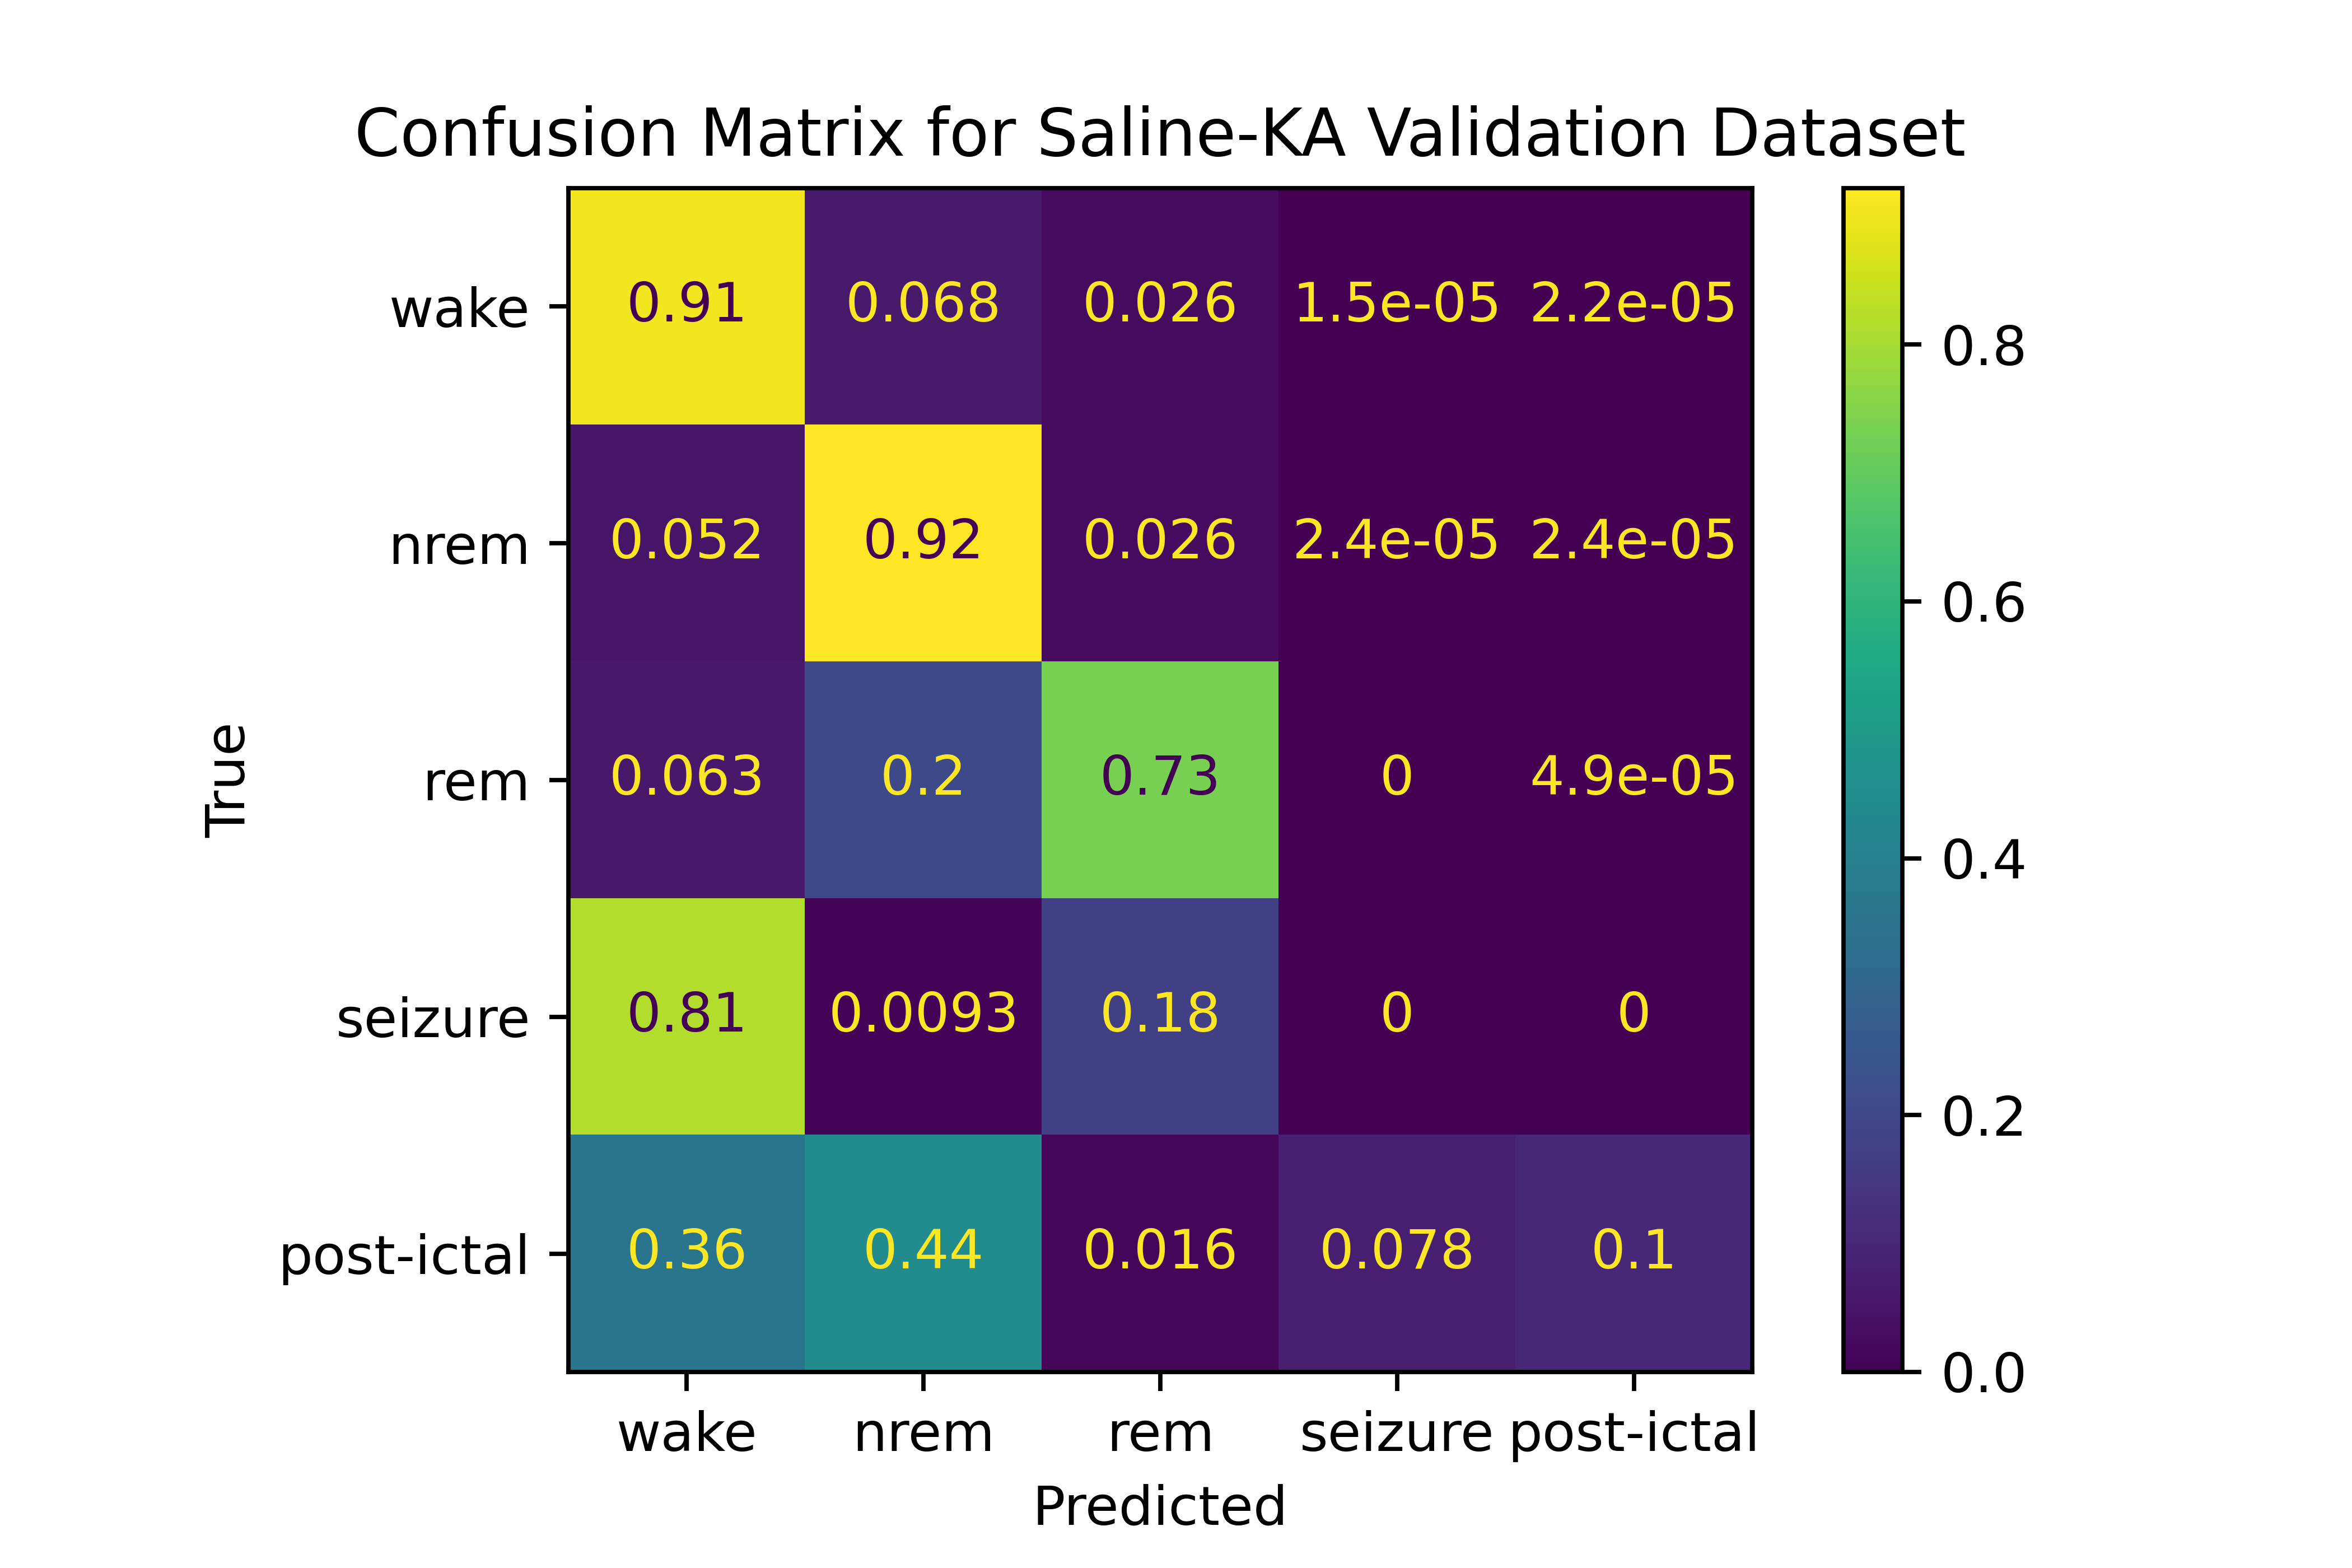 Confusion Matrix for Saline-KA Validation Dataset
wake 0.91 0.068 0.026 1.5e-05 2.2e-05
nrem 0.052 0.92 0.026 2.4e-05 2.4e-05
rem 0.063 0.2 0.73 0 4.9e-05
seizure 0.81 0.0093 0.18 0 0
post-ictal 0.36 0.44 0.016 0.078 0.1
wake nrem rem seizure post-ictal
Predicted
True
0.8
0.6
0.4
0.2
0.0